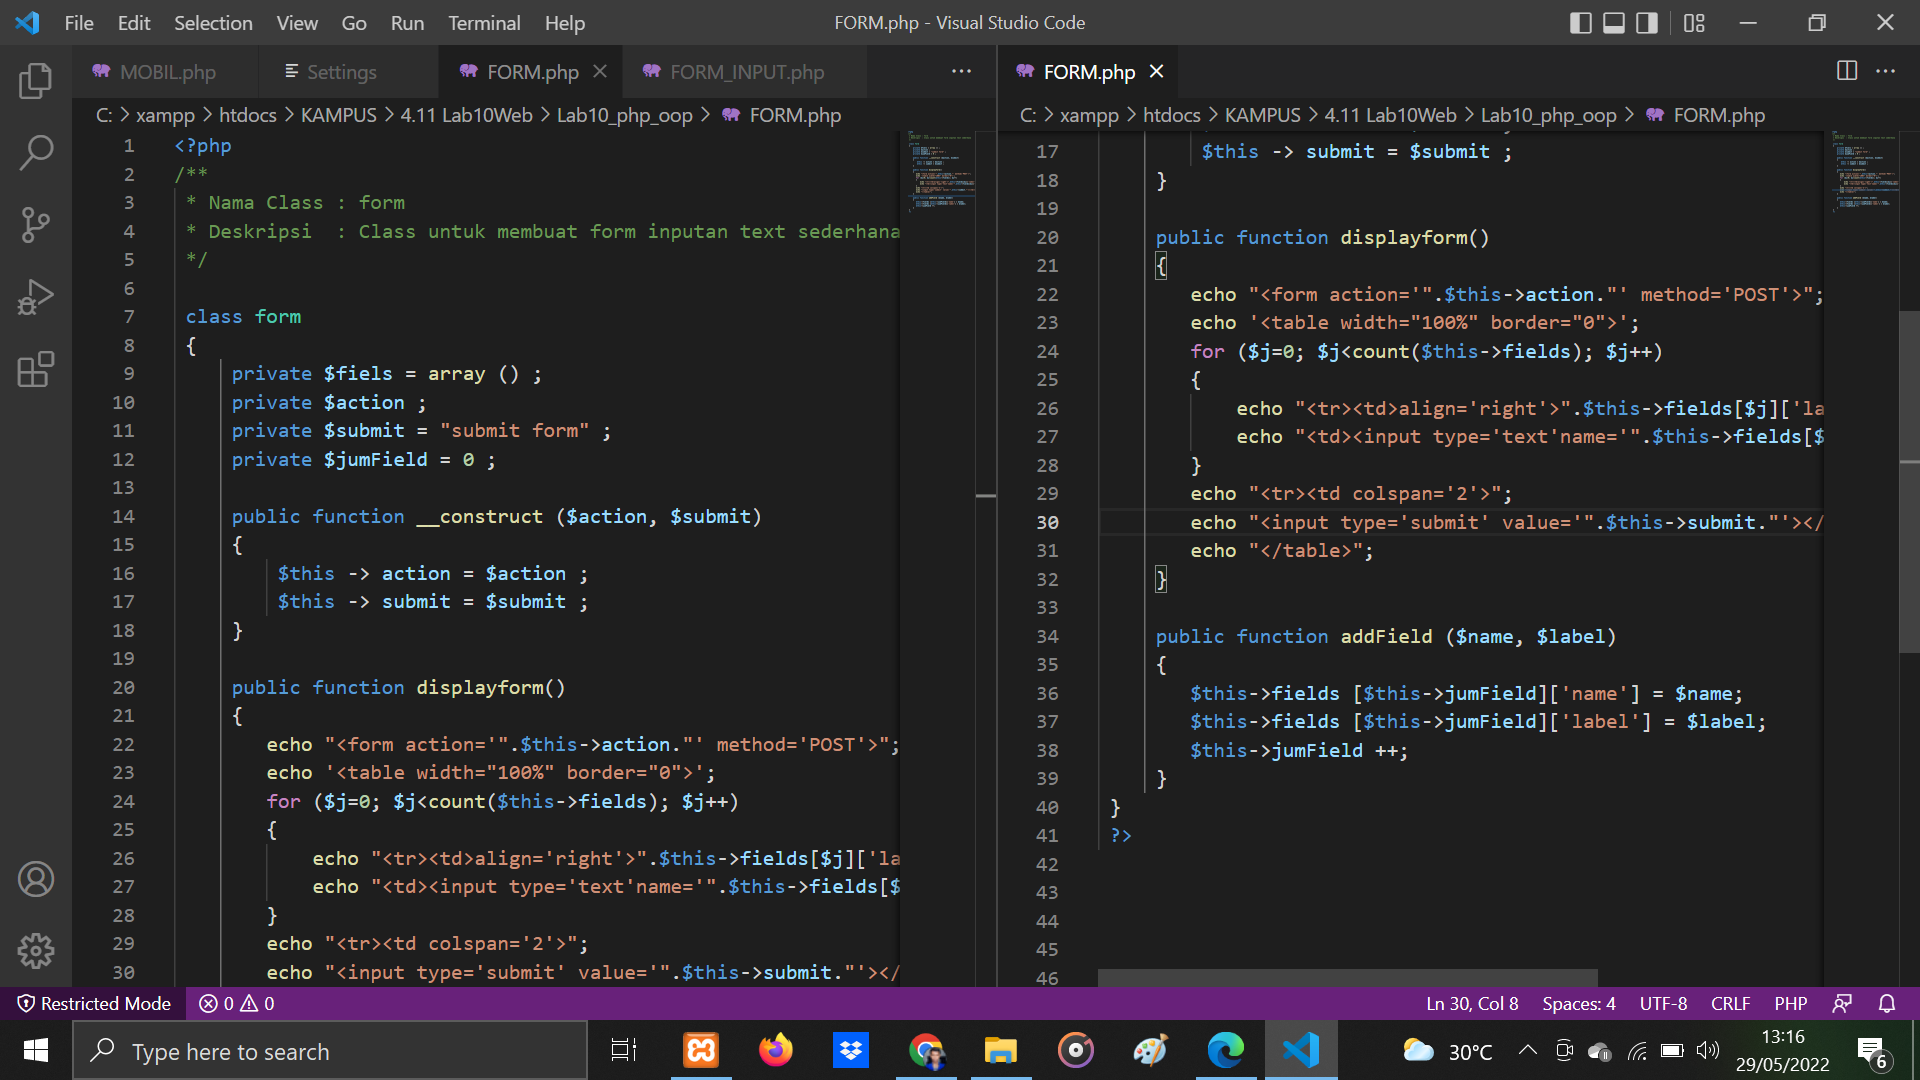 File Edit Selection View Go Run Terminal Help
FORM.php - Visual Studio Code
MOBIL.php Settings FORM.php FORM_INPUT.php
C: > xampp > htdocs > KAMPUS > 4.11 Lab10Web > Lab10_php_oop > FORM.php
1 <?php
2 /**
3 * Nama Class : form
4 * Deskripsi  : Class untuk membuat form inputan text sederhana
5 */
6
7 class form
8 {
9 private $fiels = array () ;
10 private $action ;
11 private $submit = "submit form" ;
12 private $jumField = 0 ;
13
14 public function __construct ($action, $submit)
15 {
16 $this -> action = $action ;
17 $this -> submit = $submit ;
18 }
19
20 public function displayform()
21 {
22 echo "<form action='".$this->action."' method='POST'>";
23 echo '<table width="100%" border="0">';
24 for ($j=0; $j<count($this->fields); $j++)
25 {
26 echo "<tr><td>align='right'>".$this->fields[$j]['la
27 echo "<td><input type='text'name='".$this->fields[$
28 }
29 echo "<tr><td colspan='2'>";
30 echo "<input type='submit' value='".$this->submit."'></
FORM.php
C: > xampp > htdocs > KAMPUS > 4.11 Lab10Web > Lab10_php_oop > FORM.php
17 $this -> submit = $submit ;
18 }
19
20 public function displayform()
21 {
22 echo "<form action='".$this->action."' method='POST'>";
23 echo '<table width="100%" border="0">';
24 for ($j=0; $j<count($this->fields); $j++)
25 {
26 echo "<tr><td>align='right'>".$this->fields[$j]['la
27 echo "<td><input type='text'name='".$this->fields[$
28 }
29 echo "<tr><td colspan='2'>";
30 echo "<input type='submit' value='".$this->submit."'></
31 echo "</table>";
32 }
33
34 public function addField ($name, $label)
35 {
36 $this->fields [$this->jumField]['name'] = $name;
37 $this->fields [$this->jumField]['label'] = $label;
38 $this->jumField ++;
39 }
40 }
41 ?>
42
43
44
45
46
Restricted Mode 0 0 Ln 30, Col 8 Spaces: 4 UTF-8 CRLF PHP
Type here to search 30°C 13:16
29/05/2022 6